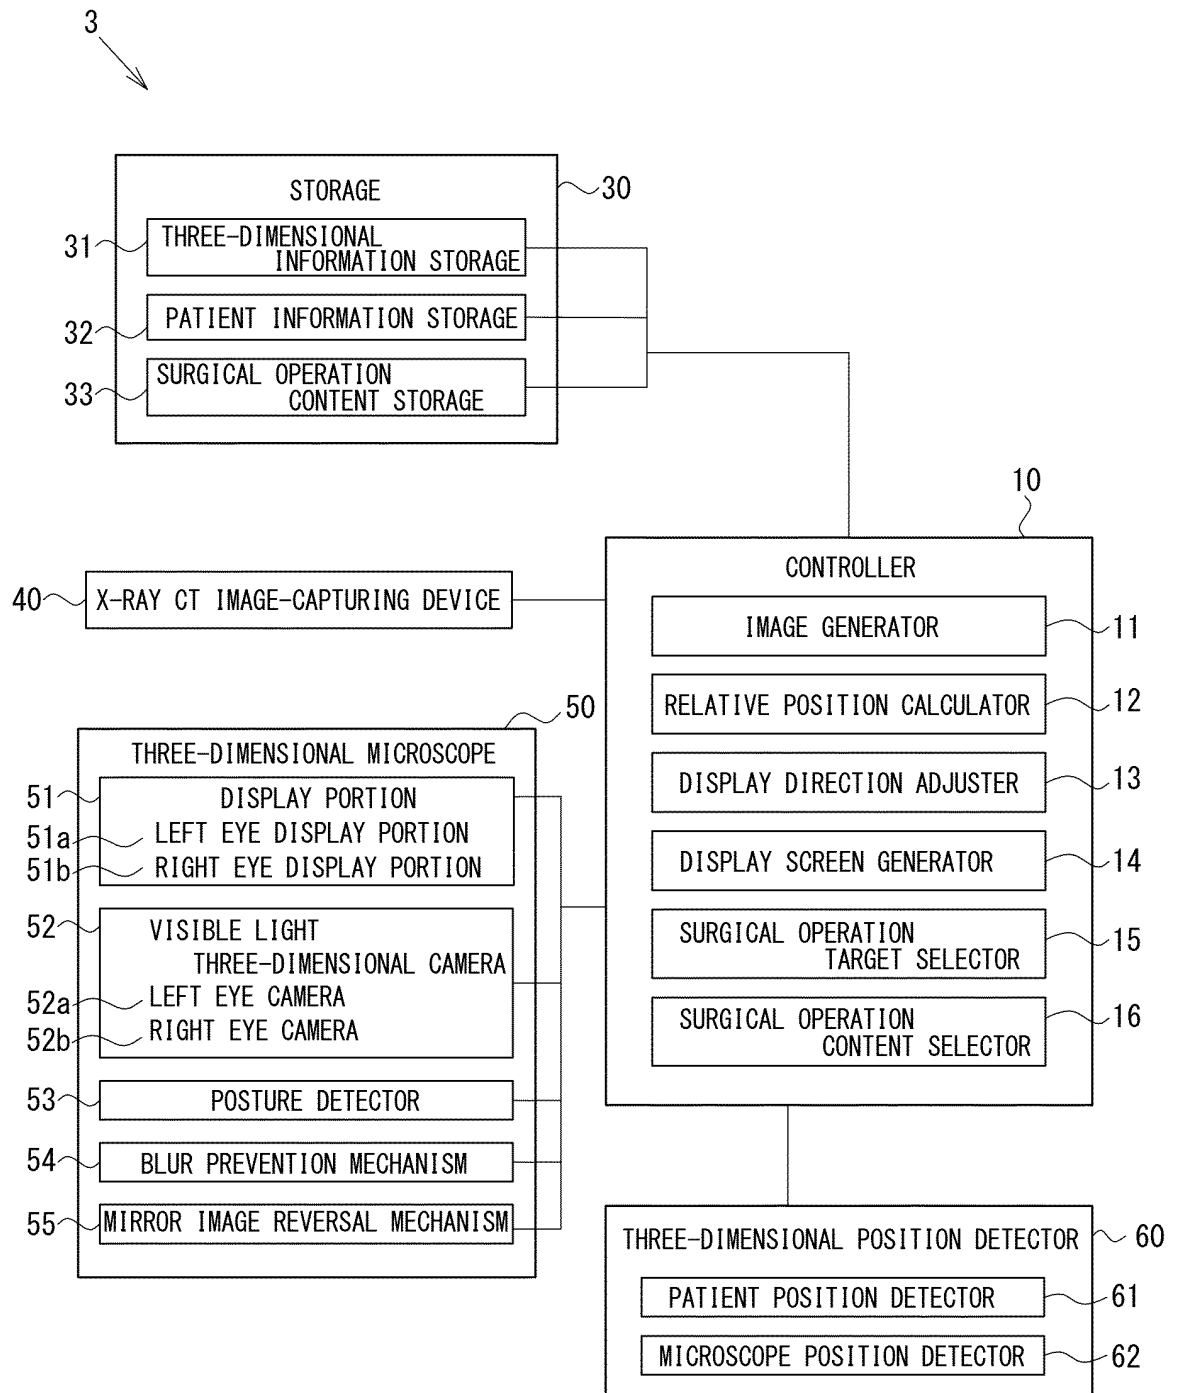 3
STORAGE
30
31
THREE-DIMENSIONAL
INFORMATION STORAGE
32
PATIENT INFORMATION STORAGE
33
SURGICAL OPERATION
CONTENT STORAGE
10
CONTROLLER
40
X-RAY CT IMAGE-CAPTURING DEVICE
IMAGE GENERATOR
11
RELATIVE POSITION CALCULATOR
12
DISPLAY DIRECTION ADJUSTER
13
DISPLAY SCREEN GENERATOR
14
SURGICAL OPERATION
TARGET SELECTOR
15
SURGICAL OPERATION
CONTENT SELECTOR
16
50
THREE-DIMENSIONAL MICROSCOPE
51
DISPLAY PORTION
51a
LEFT EYE DISPLAY PORTION
51b
RIGHT EYE DISPLAY PORTION
52
VISIBLE LIGHT
THREE-DIMENSIONAL CAMERA
52a
LEFT EYE CAMERA
52b
RIGHT EYE CAMERA
53
POSTURE DETECTOR
54
BLUR PREVENTION MECHANISM
55
MIRROR IMAGE REVERSAL MECHANISM
THREE-DIMENSIONAL POSITION DETECTOR
60
PATIENT POSITION DETECTOR
61
MICROSCOPE POSITION DETECTOR
62